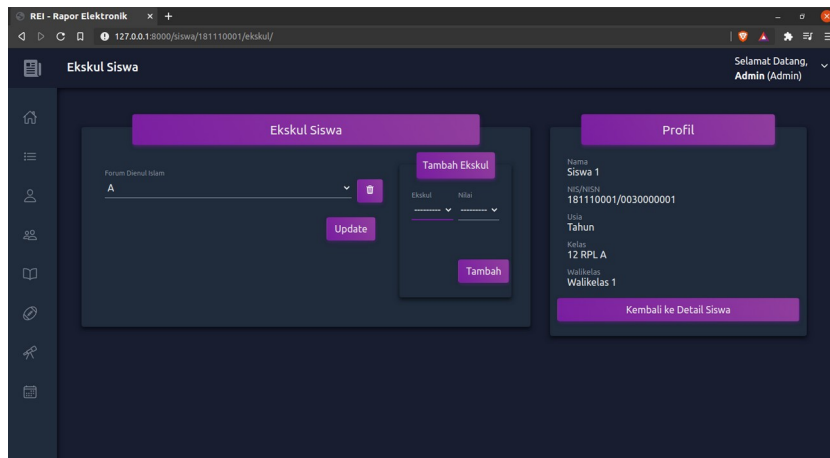 REI - Rapor Elektronik × +
127.0.0.1:8000/siswa/181110001/ekskul/
Ekskul Siswa
Selamat Datang,
Admin (Admin)
Ekskul Siswa
Forum Dienul Islam
A
Update
Tambah Ekskul
Ekskul Nilai
--------- ---------
Tambah
Profil
Nama
Siswa 1
NIS/NISN
181110001/0030000001
Usia
Tahun
Kelas
12 RPL A
Walikelas
Walikelas 1
Kembali ke Detail Siswa